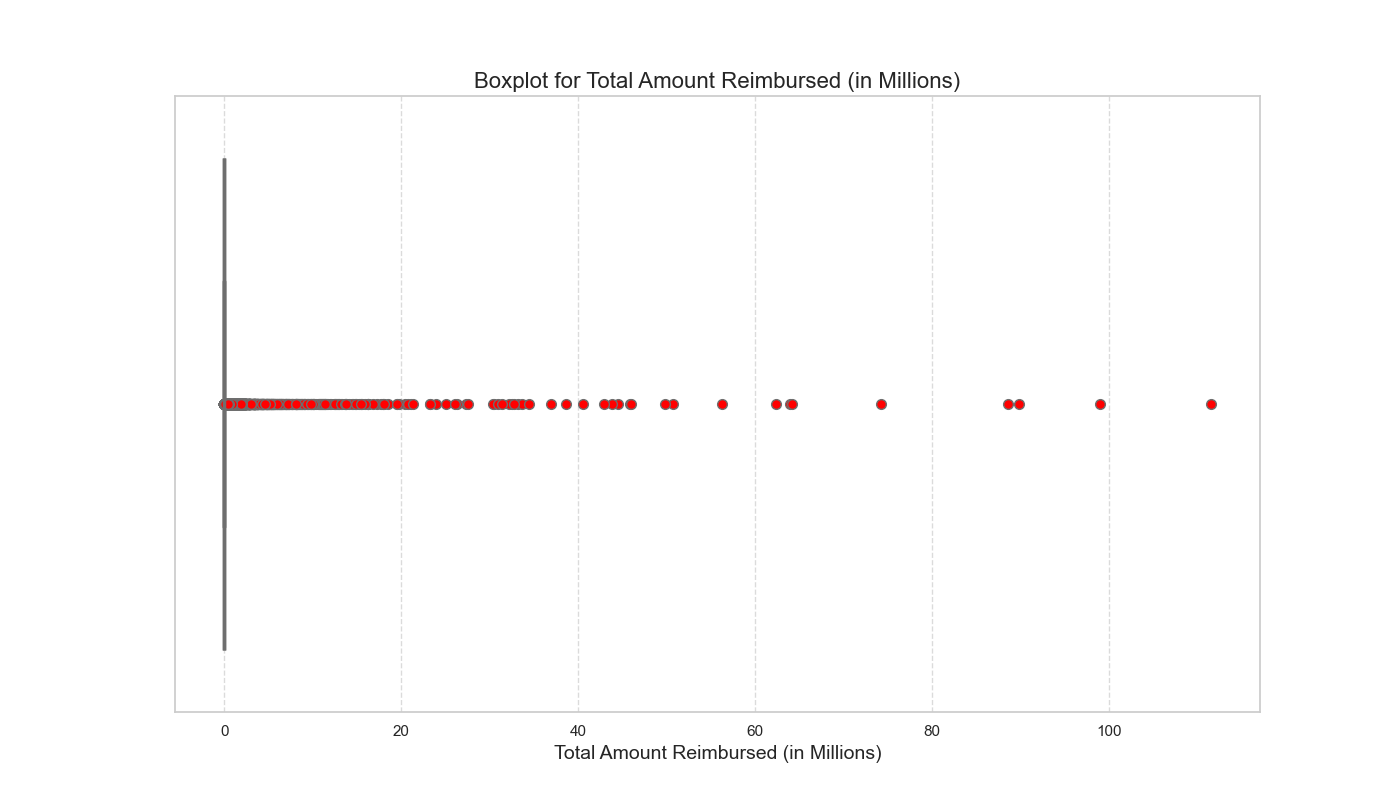 Boxplot for Total Amount Reimbursed (in Millions)
0 20 40 60 80 100
Total Amount Reimbursed (in Millions)